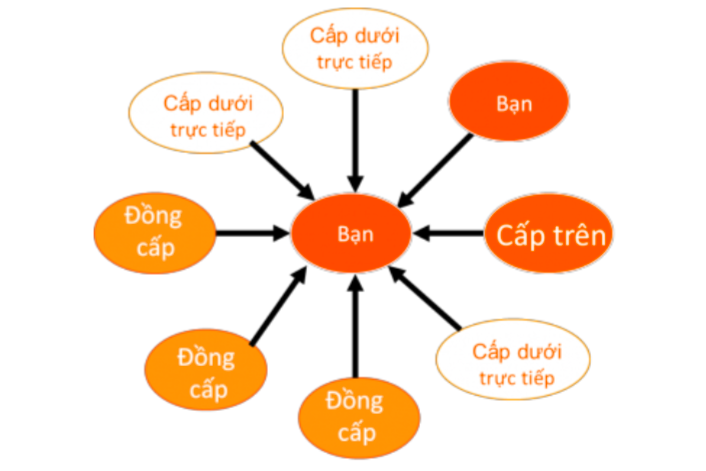 Cấp dưới
trực tiếp
Cấp dưới
trực tiếp
Bạn
Đồng
cấp
Bạn
Cấp trên
Đồng
cấp
Cấp dưới
trực tiếp
Đồng
cấp